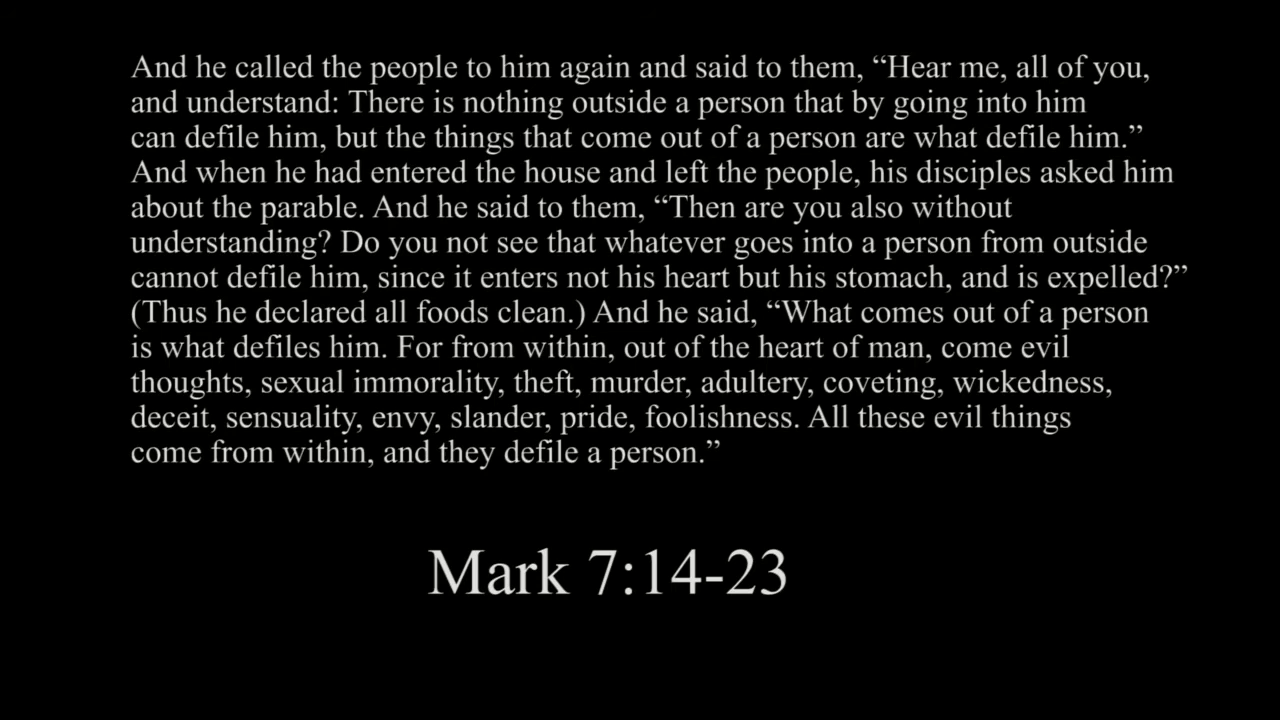 And he called the people to him again and said to them, “Hear me, all of you,
and understand: There is nothing outside a person that by going into him
can defile him, but the things that come out of a person are what defile him.”
And when he had entered the house and left the people, his disciples asked him
about the parable. And he said to them, “Then are you also without
understanding? Do you not see that whatever goes into a person from outside
cannot defile him, since it enters not his heart but his stomach, and is expelled?”
(Thus he declared all foods clean.) And he said, “What comes out of a person
is what defiles him. For from within, out of the heart of man, come evil
thoughts, sexual immorality, theft, murder, adultery, coveting, wickedness,
deceit, sensuality, envy, slander, pride, foolishness. All these evil things
come from within, and they defile a person.”
Mark 7:14-23